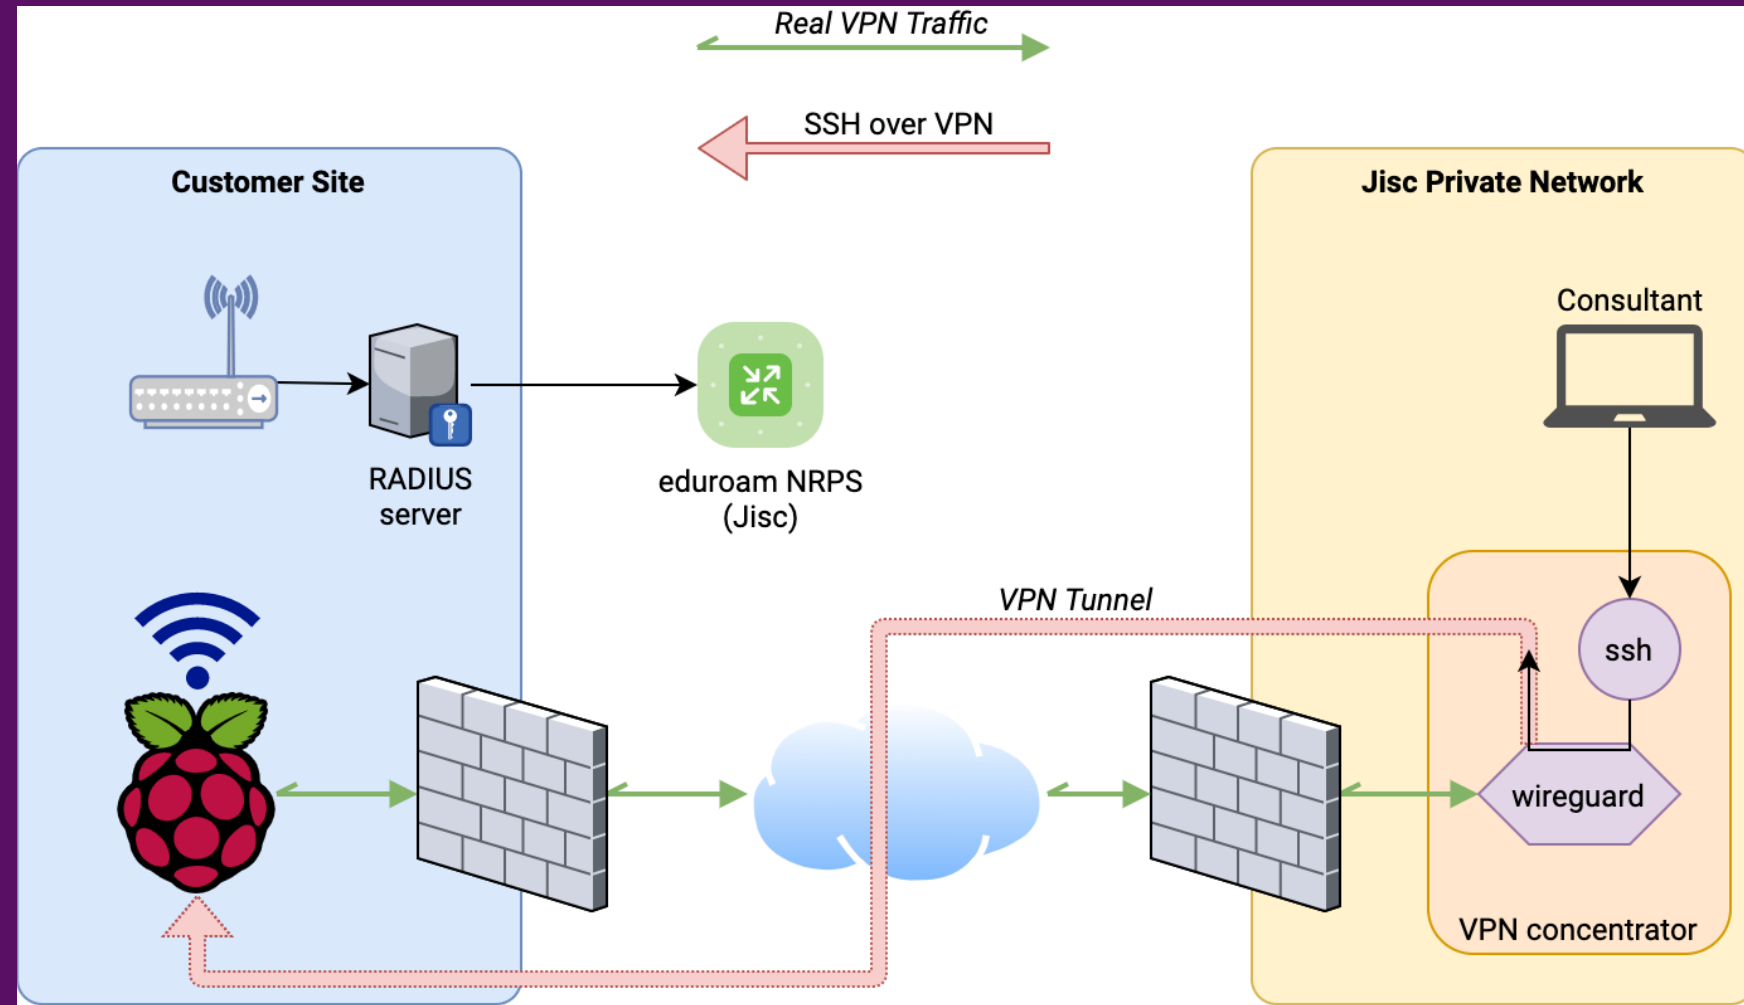 Real VPN Traffic
SSH over VPN
Customer Site
Jisc Private Network
Consultant
RADIUS
server
eduroam NRPS
(Jisc)
VPN Tunnel
ssh
wireguard
VPN concentrator